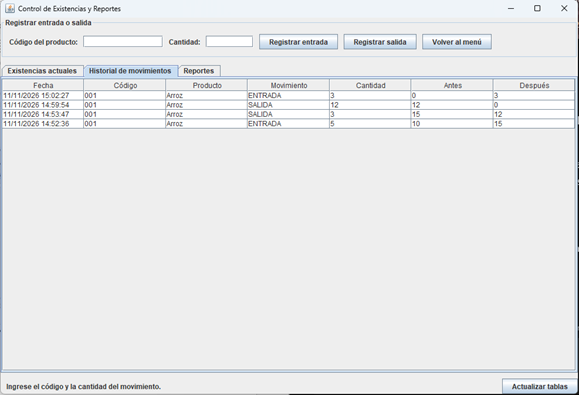 Control de Existencias y Reportes
Registrar entrada o salida
Código del producto: Cantidad: Registrar entrada Registrar salida Volver al menú
Existencias actuales Historial de movimientos Reportes
Fecha Código Producto Movimiento Cantidad Antes Después
11/11/2026 15:02:27 001 Arroz ENTRADA 3 0 3
11/11/2026 14:59:54 001 Arroz SALIDA 12 12 0
11/11/2026 14:53:47 001 Arroz SALIDA 3 15 12
11/11/2026 14:52:36 001 Arroz ENTRADA 5 10 15
Ingrese el código y la cantidad del movimiento. Actualizar tablas